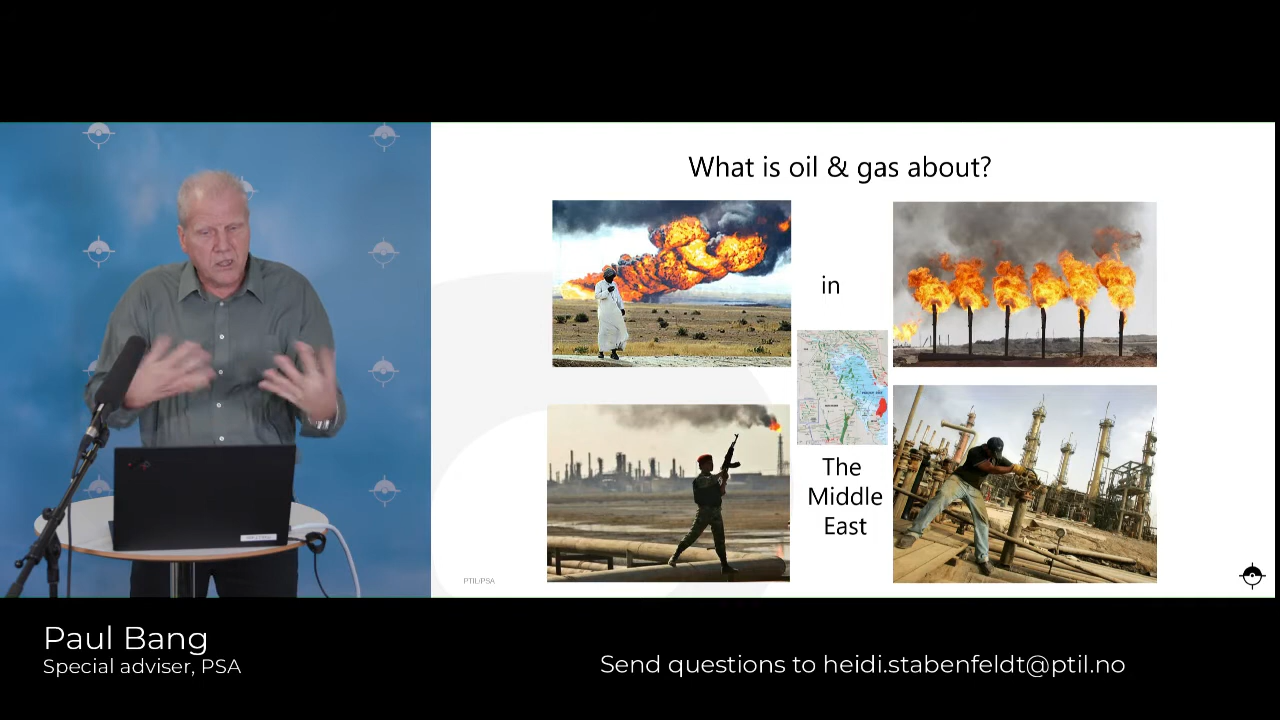 What is oil & gas about?
in
The
Middle
East
PTIL/PSA
Paul Bang
Special adviser, PSA
Send questions to heidi.stabenfeldt@ptil.no